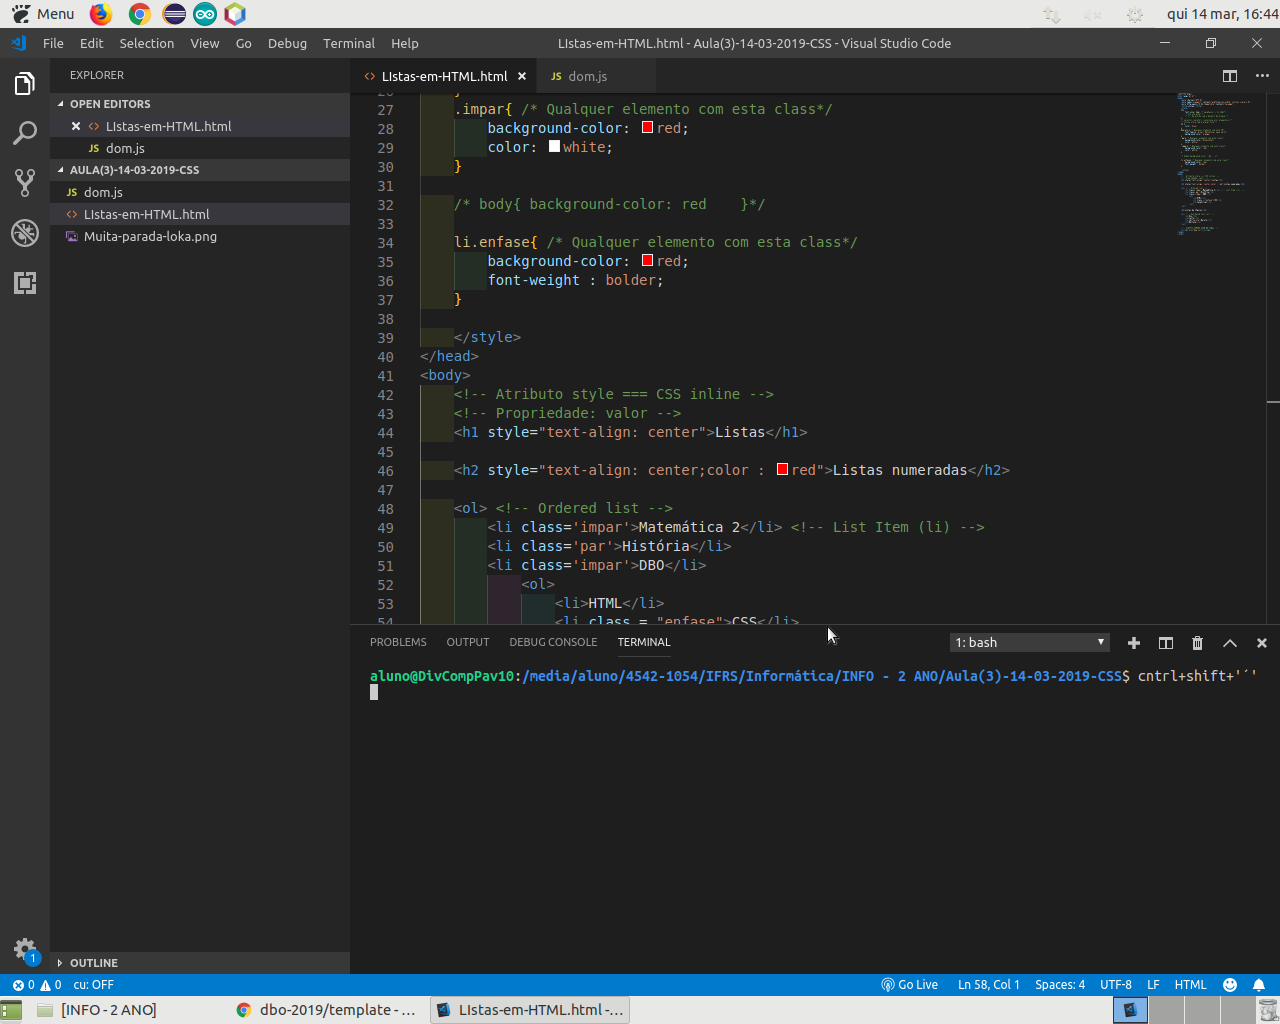 Menu
qui 14 mar, 16:44
File Edit Selection View Go Debug Terminal Help
LIstas-em-HTML.html - Aula(3)-14-03-2019-CSS - Visual Studio Code
EXPLORER
OPEN EDITORS
LIstas-em-HTML.html
JS dom.js
AULA(3)-14-03-2019-CSS
JS dom.js
LIstas-em-HTML.html
Muita-parada-loka.png
OUTLINE
LIstas-em-HTML.html
JS dom.js
27 .impar{ /* Qualquer elemento com esta class*/
28 background-color: red;
29 color: white;
30 }
31
32 /* body{ background-color: red    }*/
33
34 li.enfase{ /* Qualquer elemento com esta class*/
35 background-color: red;
36 font-weight : bolder;
37 }
38
39 </style>
40 </head>
41 <body>
42 <!-- Atributo style === CSS inline -->
43 <!-- Propriedade: valor -->
44 <h1 style="text-align: center">Listas</h1>
45
46 <h2 style="text-align: center;color : red">Listas numeradas</h2>
47
48 <ol> <!-- Ordered list -->
49 <li class='impar'>Matemática 2</li> <!-- List Item (li) -->
50 <li class='par'>História</li>
51 <li class='impar'>DBO</li>
52 <ol>
53 <li>HTML</li>
54 <li class = "enfase">CSS</li>
PROBLEMS OUTPUT DEBUG CONSOLE TERMINAL
1: bash
aluno@DivCompPav10:/media/aluno/4542-1054/IFRS/Informática/INFO - 2 ANO/Aula(3)-14-03-2019-CSS$ cntrl+shift+'´'
0 0 cu: OFF
Go Live Ln 58, Col 1 Spaces: 4 UTF-8 LF HTML
1
[INFO - 2 ANO]
dbo-2019/template - ...
LIstas-em-HTML.html -...